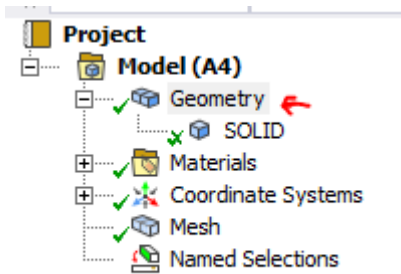 Project
Model (A4)
Geometry
SOLID
Materials
Coordinate Systems
Mesh
Named Selections